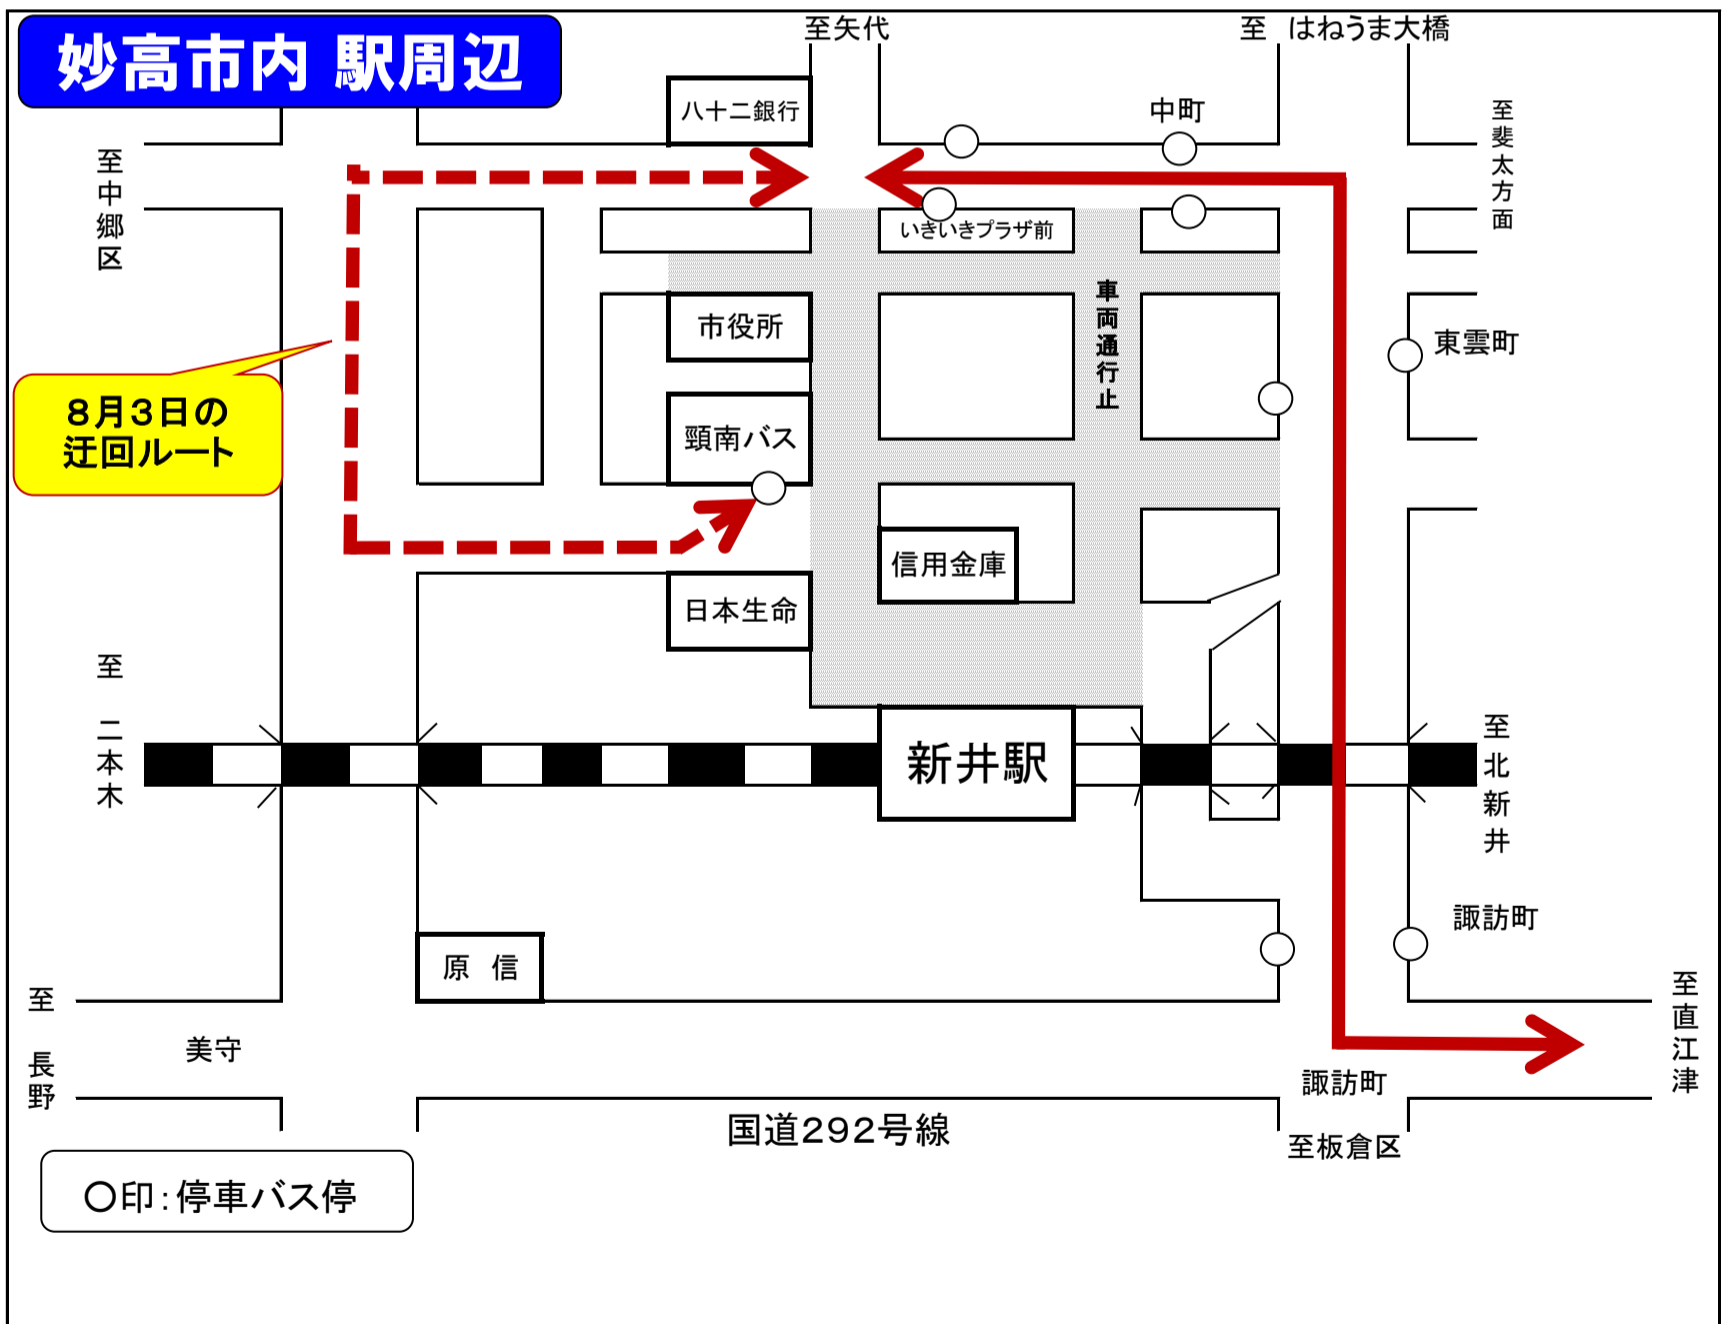 妙高市内 駅周辺
至矢代
至 はねうま大橋
八十二銀行
中町
至斐太方面
至中郷区
いきいきプラザ前
車両通行止
市役所
東雲町
8月3日の
迂回ルート
頸南バス
信用金庫
日本生命
至 二本木
新井駅
至北新井
諏訪町
原 信
至 長野
美守
至直江津
諏訪町
国道292号線
至板倉区
○印:停車バス停